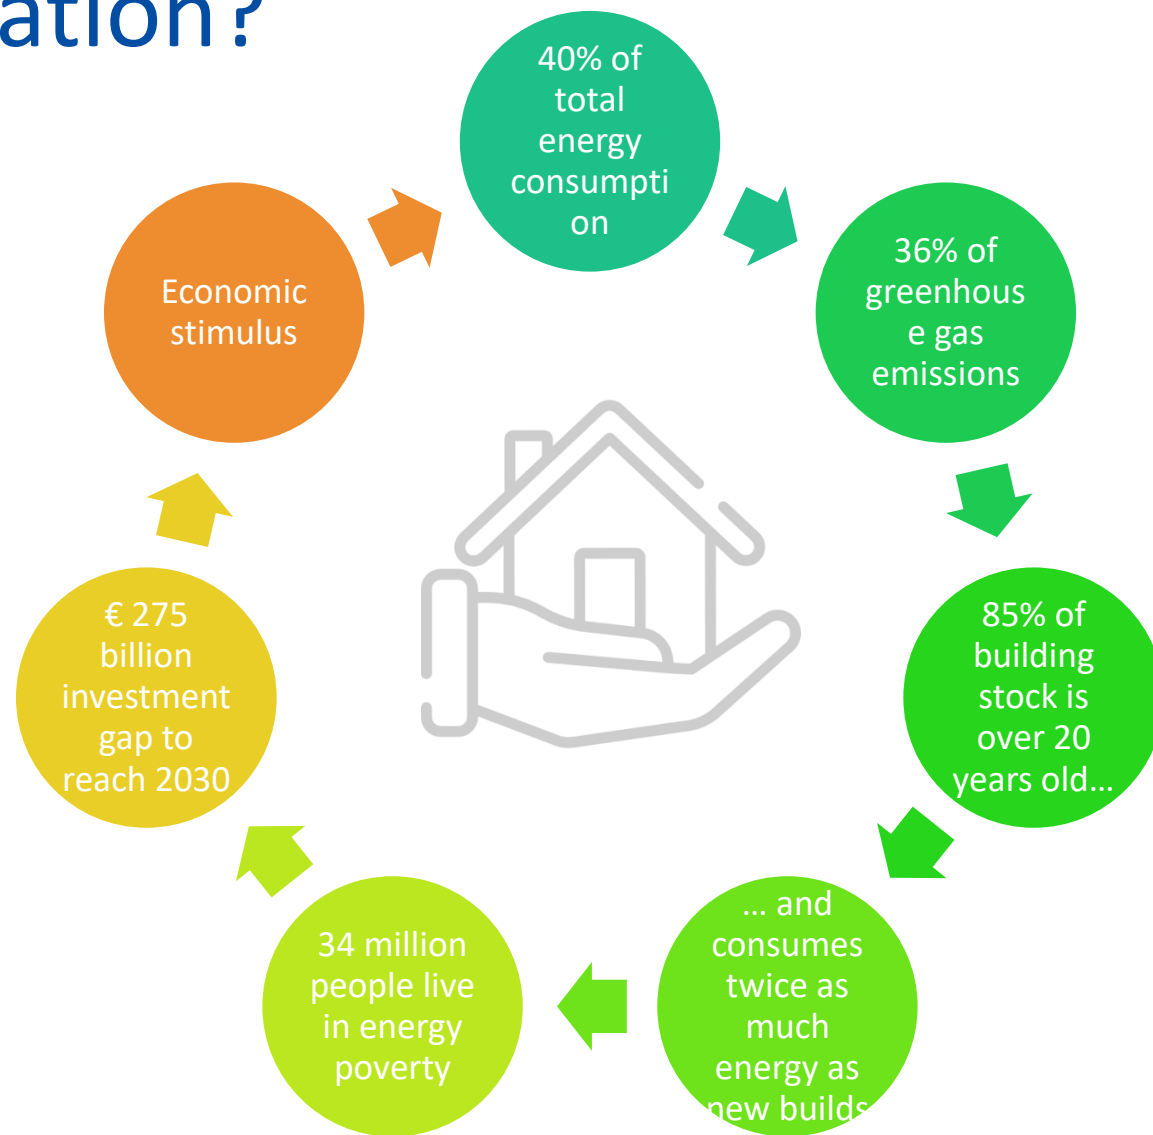 ation?
40% of
total
energy
consumpti
on
36% of
greenhous
e gas
emissions
85% of
building
stock is
over 20
years old…
… and
consumes
twice as
much
energy as
new builds
34 million
people live
in energy
poverty
€ 275
billion
investment
gap to
reach 2030
Economic
stimulus